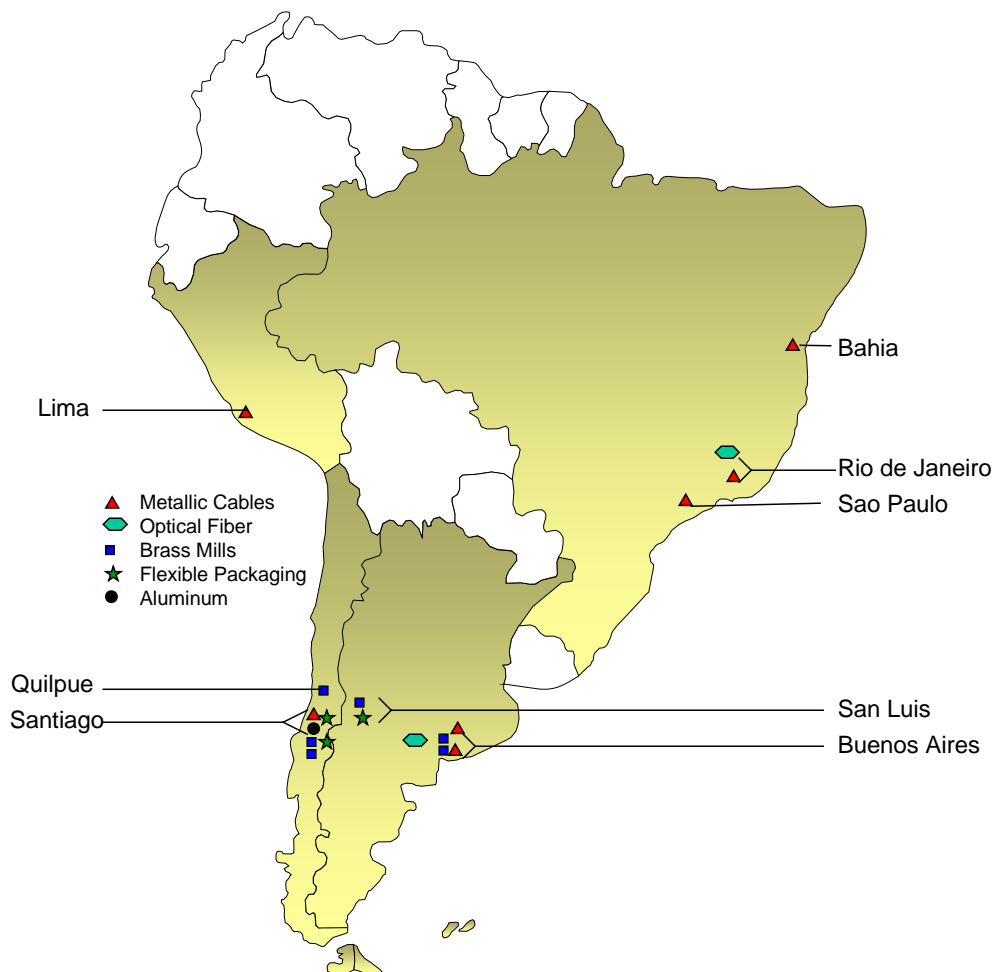 Bahia
Lima
Rio de Janeiro
Sao Paulo
Metallic Cables
Optical Fiber
Brass Mills
Flexible Packaging
Aluminum
Quilpue
Santiago
San Luis
Buenos Aires